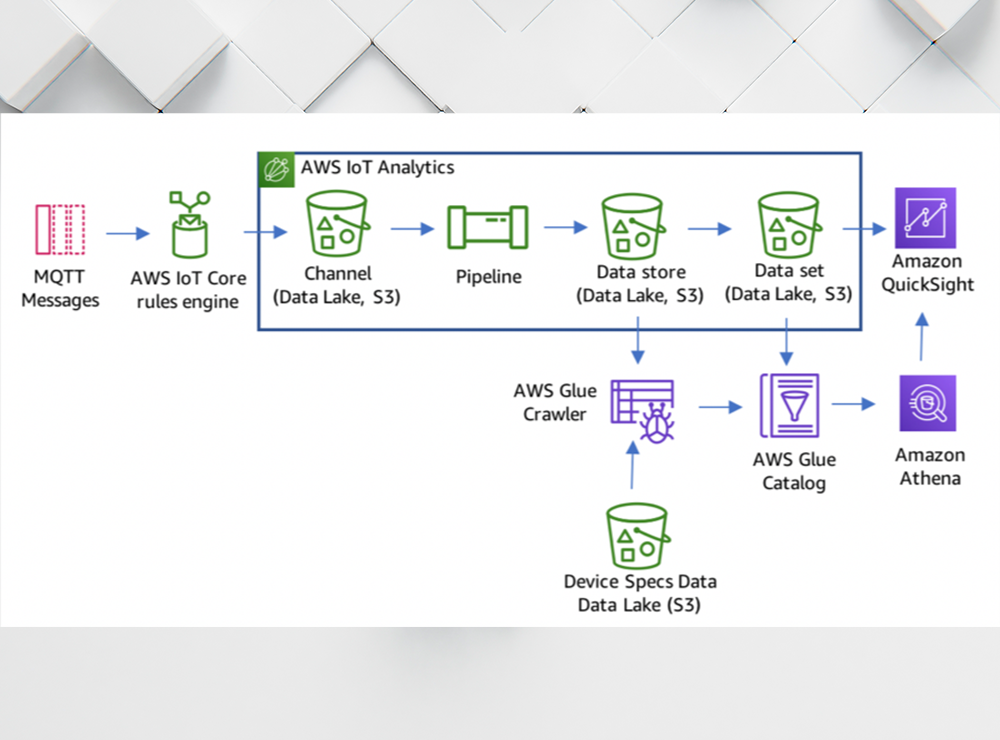 AWS IoT Analytics
MQTT
Messages
AWS IoT Core
rules engine
Channel
(Data Lake, S3)
Pipeline
Data store
(Data Lake, S3)
Data set
(Data Lake, S3)
Amazon
QuickSight
AWS Glue
Crawler
AWS Glue
Catalog
Amazon
Athena
Device Specs Data
Data Lake (S3)